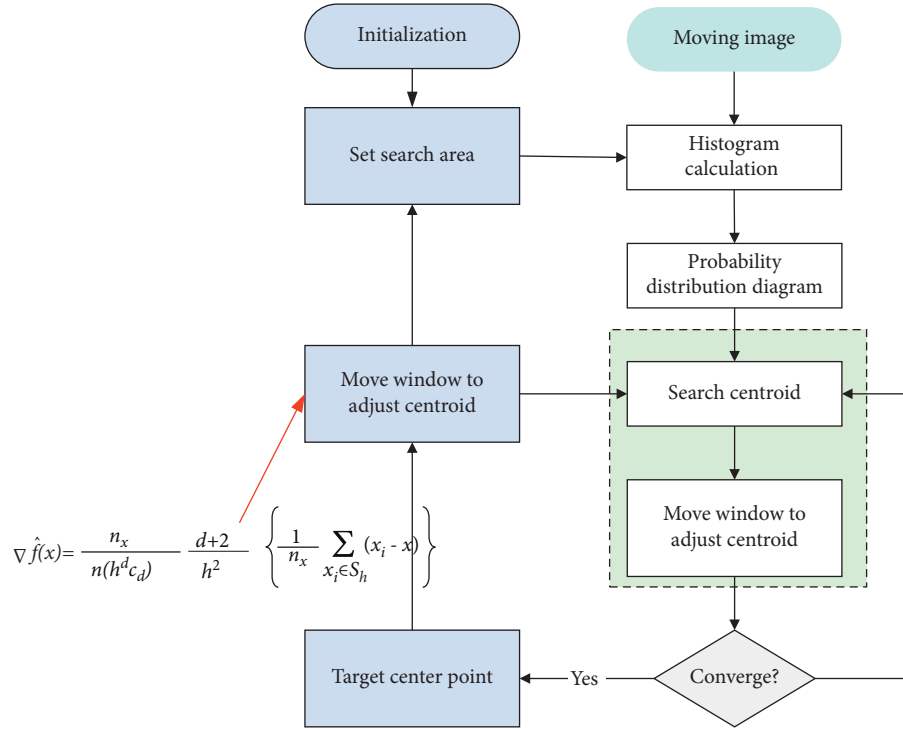 Initialization
Moving image
Set search area
Histogram
calculation
Probability
distribution diagram
Move window to
adjust centroid
Search centroid
Move window to
adjust centroid
∇ f̂(x)= n_x / n(h^d c_d) d+2 / h^2 { 1 / n_x ∑_{x_i∈S_h} (x_i - x) }
Target center point
Yes
Converge?